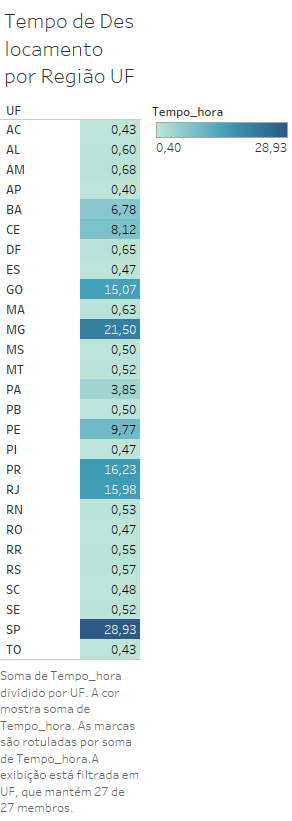 Tempo de Des
locamento
por Região UF
UF
Tempo_hora
0,40 28,93
AC 0,43
AL 0,60
AM 0,68
AP 0,40
BA 6,78
CE 8,12
DF 0,65
ES 0,47
GO 15,07
MA 0,63
MG 21,50
MS 0,50
MT 0,52
PA 3,85
PB 0,50
PE 9,77
PI 0,47
PR 16,23
RJ 15,98
RN 0,53
RO 0,47
RR 0,55
RS 0,57
SC 0,48
SE 0,52
SP 28,93
TO 0,43
Soma de Tempo_hora
dividido por UF. A cor
mostra soma de
Tempo_hora. As marcas
são rotuladas por soma
de Tempo_hora.A
exibição está filtrada em
UF, que mantém 27 de
27 membros.